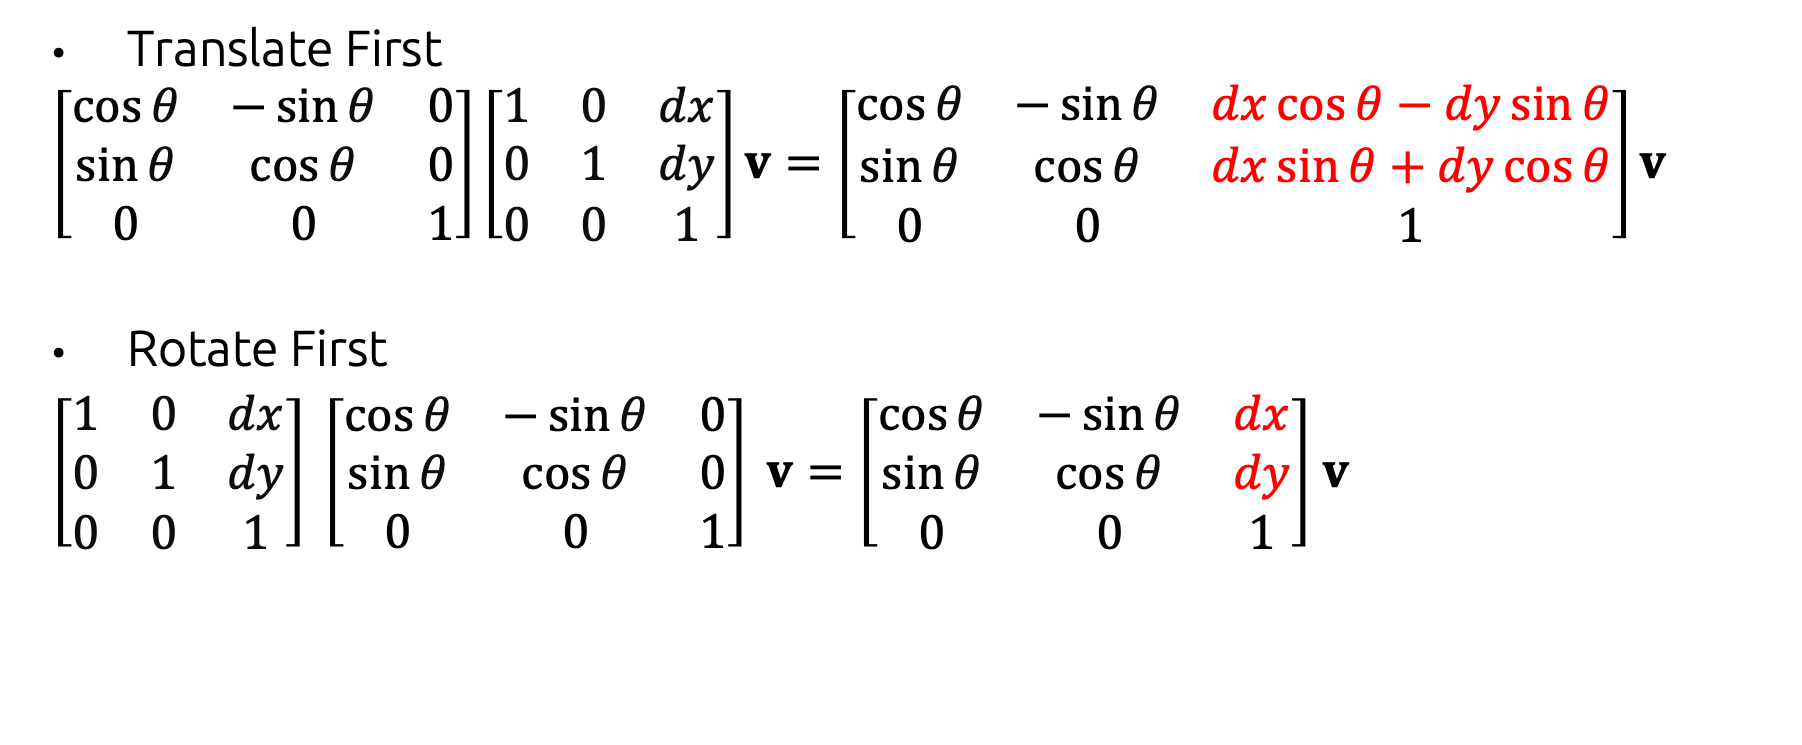 • Translate First
[cos θ − sin θ 0] [1 0 dx] [cos θ − sin θ dx cos θ − dy sin θ]
[sin θ cos θ 0] [0 1 dy] v = [sin θ cos θ dx sin θ + dy cos θ] v
[0 0 1] [0 0 1] [0 0 1]
• Rotate First
[1 0 dx] [cos θ − sin θ 0] [cos θ − sin θ dx]
[0 1 dy] [sin θ cos θ 0] v = [sin θ cos θ dy] v
[0 0 1] [0 0 1] [0 0 1]